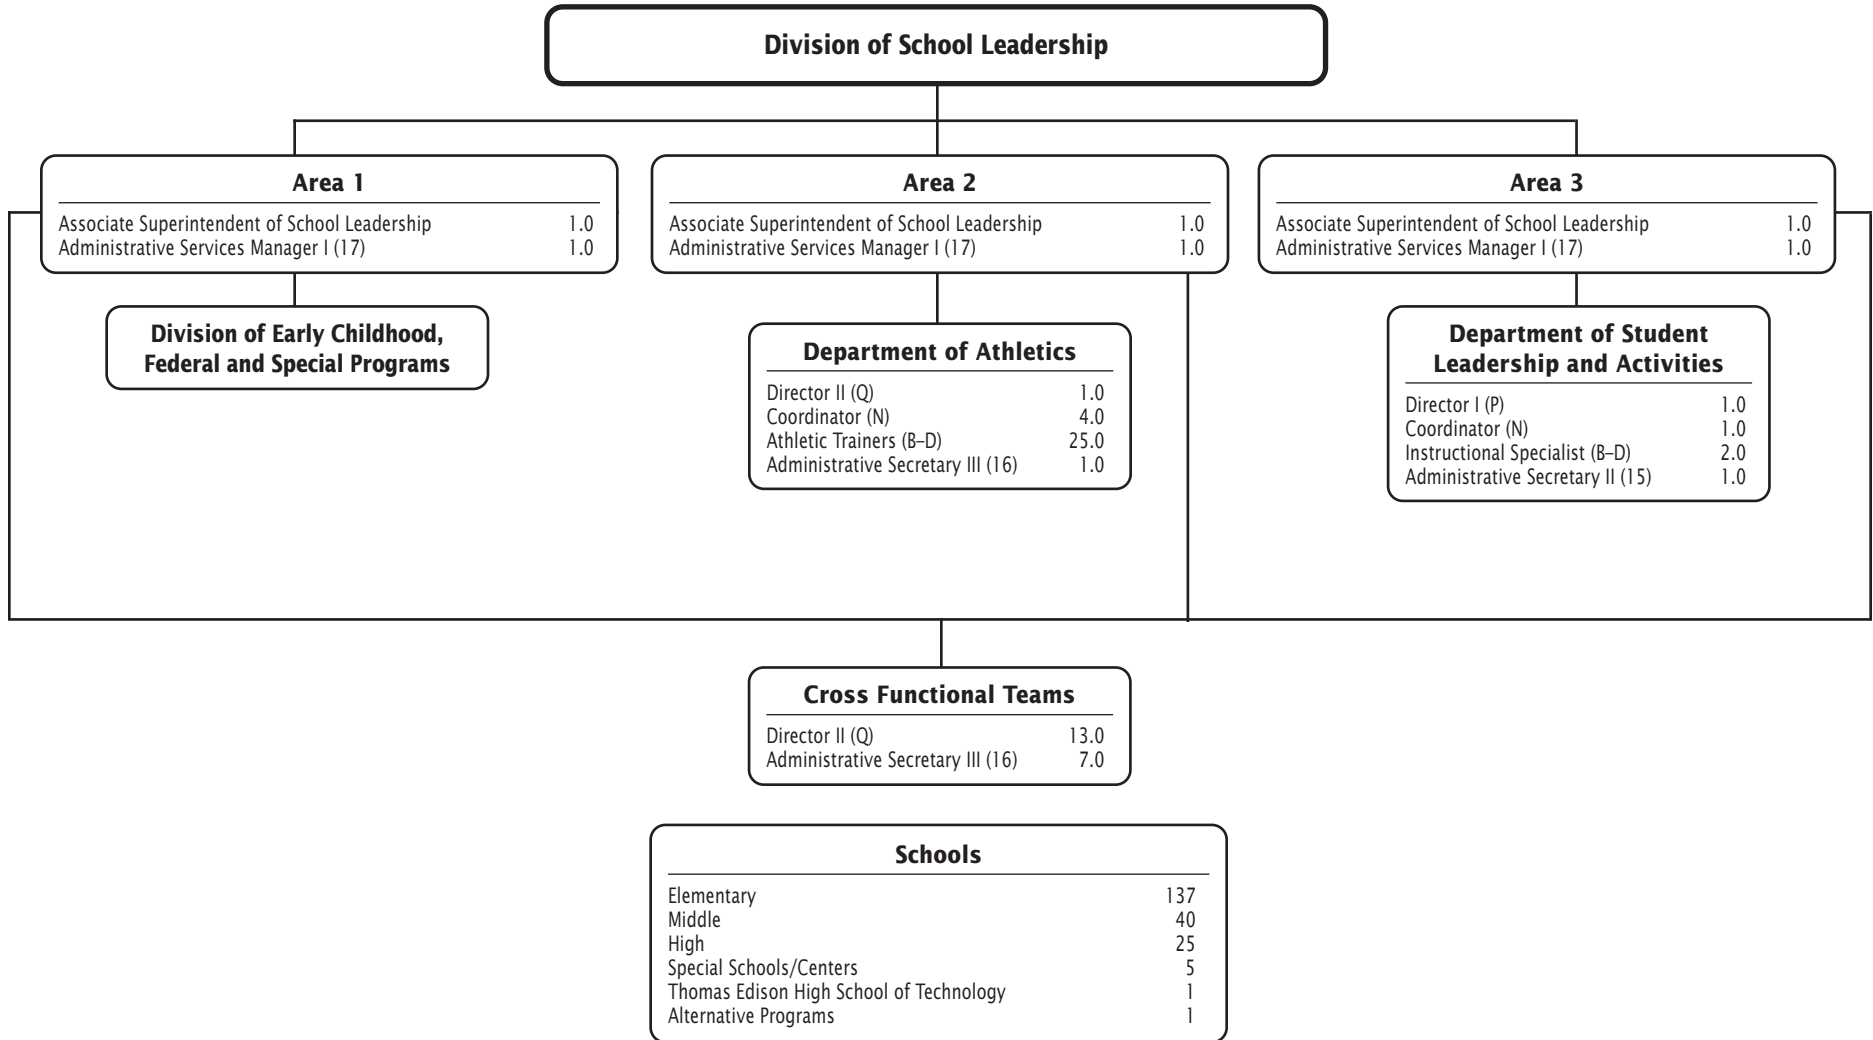 Division of School Leadership
Area 1
Associate Superintendent of School Leadership 1.0
Administrative Services Manager I (17) 1.0
Area 2
Associate Superintendent of School Leadership 1.0
Administrative Services Manager I (17) 1.0
Area 3
Associate Superintendent of School Leadership 1.0
Administrative Services Manager I (17) 1.0
Division of Early Childhood,
Federal and Special Programs
Department of Athletics
Director II (Q) 1.0
Coordinator (N) 4.0
Athletic Trainers (B–D) 25.0
Administrative Secretary III (16) 1.0
Department of Student
Leadership and Activities
Director I (P) 1.0
Coordinator (N) 1.0
Instructional Specialist (B–D) 2.0
Administrative Secretary II (15) 1.0
Cross Functional Teams
Director II (Q) 13.0
Administrative Secretary III (16) 7.0
Schools
Elementary 137
Middle 40
High 25
Special Schools/Centers 5
Thomas Edison High School of Technology 1
Alternative Programs 1